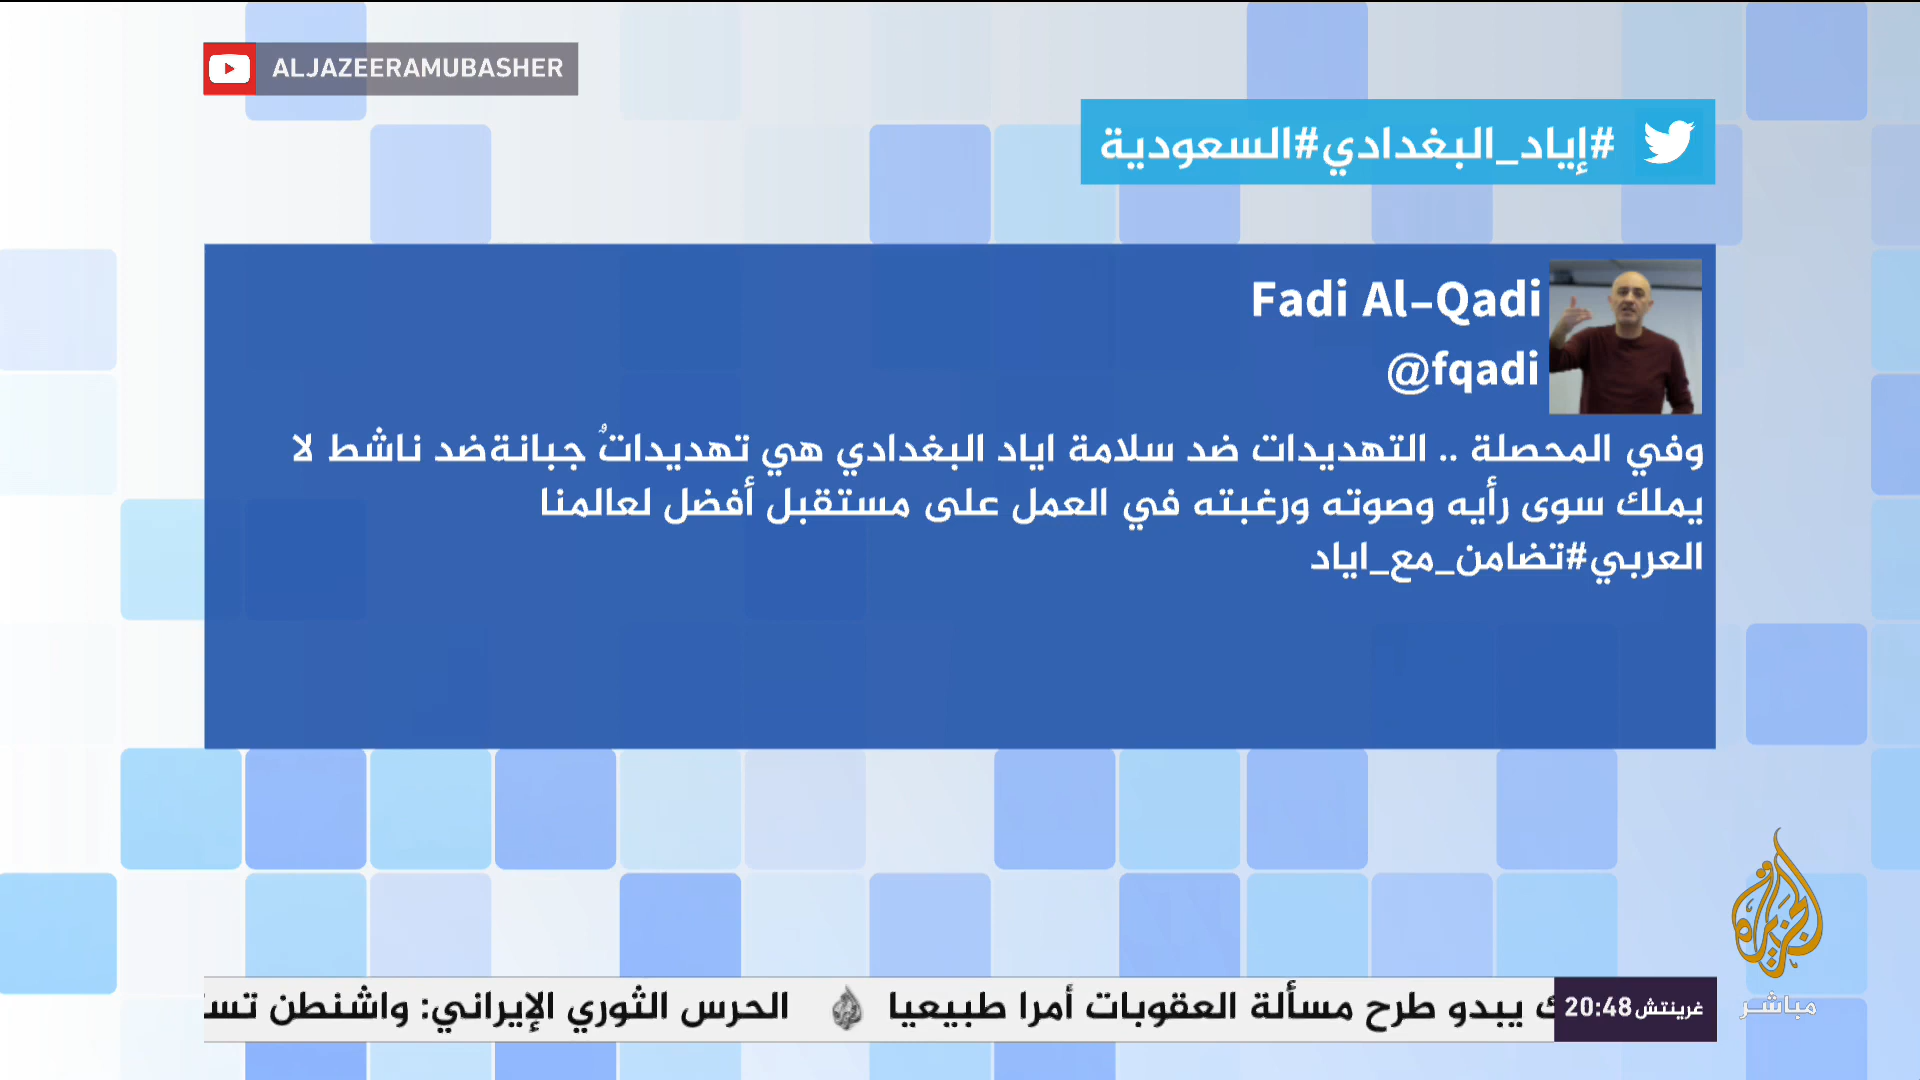 ALJAZEERAMUBASHER
#إياد_البغدادي#السعودية
Fadi Al-Qadi
@fqadi
وفي المحصلة .. التهديدات ضد سلامة اياد البغدادي هي تهديداتٌ جبانةضد ناشط لا
يملك سوى رأيه وصوته ورغبته في العمل على مستقبل أفضل لعالمنا
العربي#تضامن_مع_اياد
الجزيرة
مباشر
غرينتش 20:48
يبدو طرح مسألة العقوبات أمرا طبيعيا
الحرس الثوري الإيراني: واشنطن